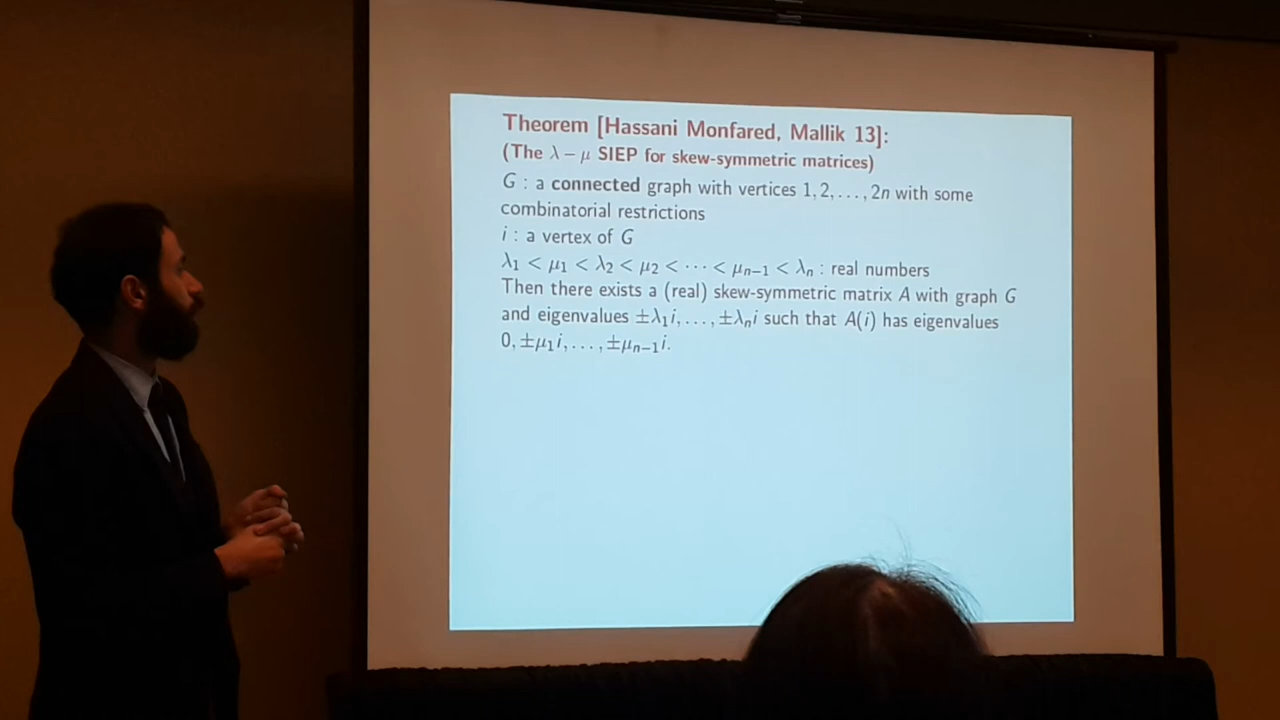 Theorem [Hassani Monfared, Mallik 13]:
(The λ − μ SIEP for skew-symmetric matrices)
G : a connected graph with vertices 1, 2, . . . , 2n with some
combinatorial restrictions
i : a vertex of G
λ₁ < μ₁ < λ₂ < μ₂ < · · · < μₙ₋₁ < λₙ : real numbers
Then there exists a (real) skew-symmetric matrix A with graph G
and eigenvalues ±λ₁i, . . . , ±λₙi such that A(i) has eigenvalues
0, ±μ₁i, . . . , ±μₙ₋₁i.